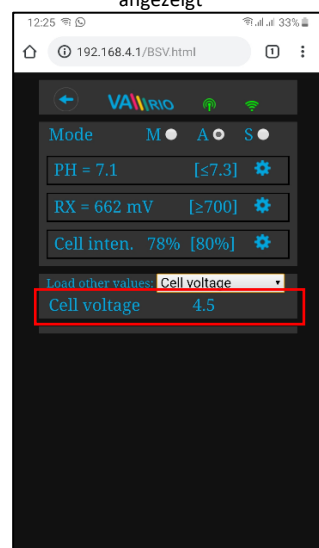 angezeigt
12:25 33%
192.168.4.1/BSV.html 1
VARIO
Mode M A S
PH = 7.1 [≤7.3]
RX = 662 mV [≥700]
Cell inten. 78% [80%]
Load other values: Cell voltage
Cell voltage 4.5